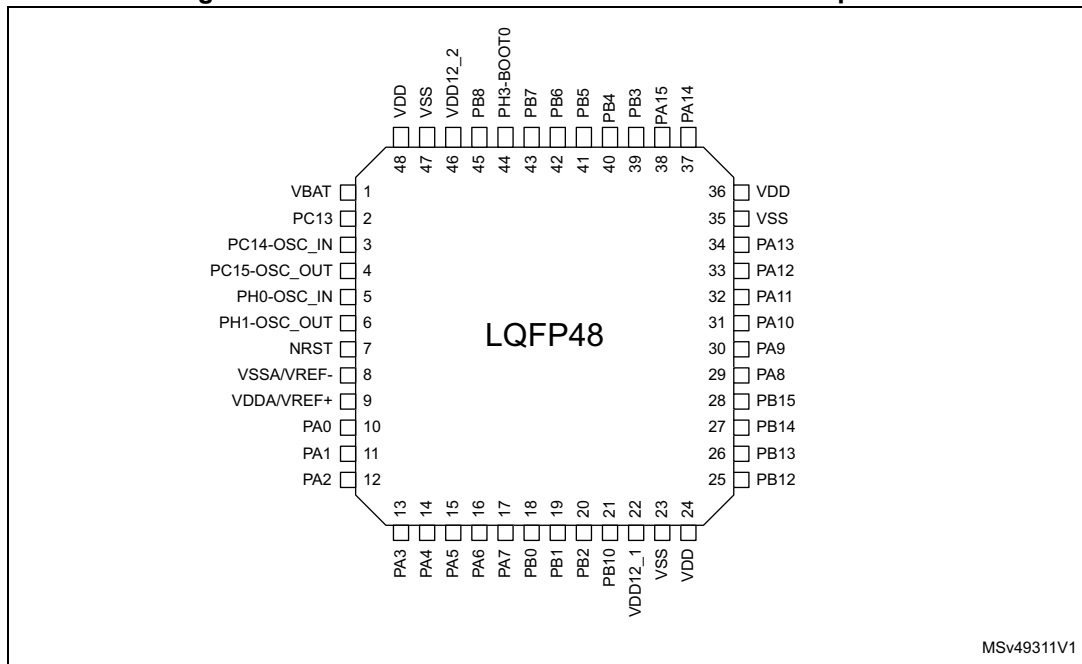 VDD
VSS
VDD12_2
PB8
PH3-BOOT0
PB7
PB6
PB5
PB4
PB3
PA15
PA14
48
47
46
45
44
43
42
41
40
39
38
37
VBAT 1
PC13 2
PC14-OSC_IN 3
PC15-OSC_OUT 4
PH0-OSC_IN 5
PH1-OSC_OUT 6
NRST 7
VSSA/VREF- 8
VDDA/VREF+ 9
PA0 10
PA1 11
PA2 12
LQFP48
36 VDD
35 VSS
34 PA13
33 PA12
32 PA11
31 PA10
30 PA9
29 PA8
28 PB15
27 PB14
26 PB13
25 PB12
13
14
15
16
17
18
19
20
21
22
23
24
PA3
PA4
PA5
PA6
PA7
PB0
PB1
PB2
PB10
VDD12_1
VSS
VDD
MSv49311V1